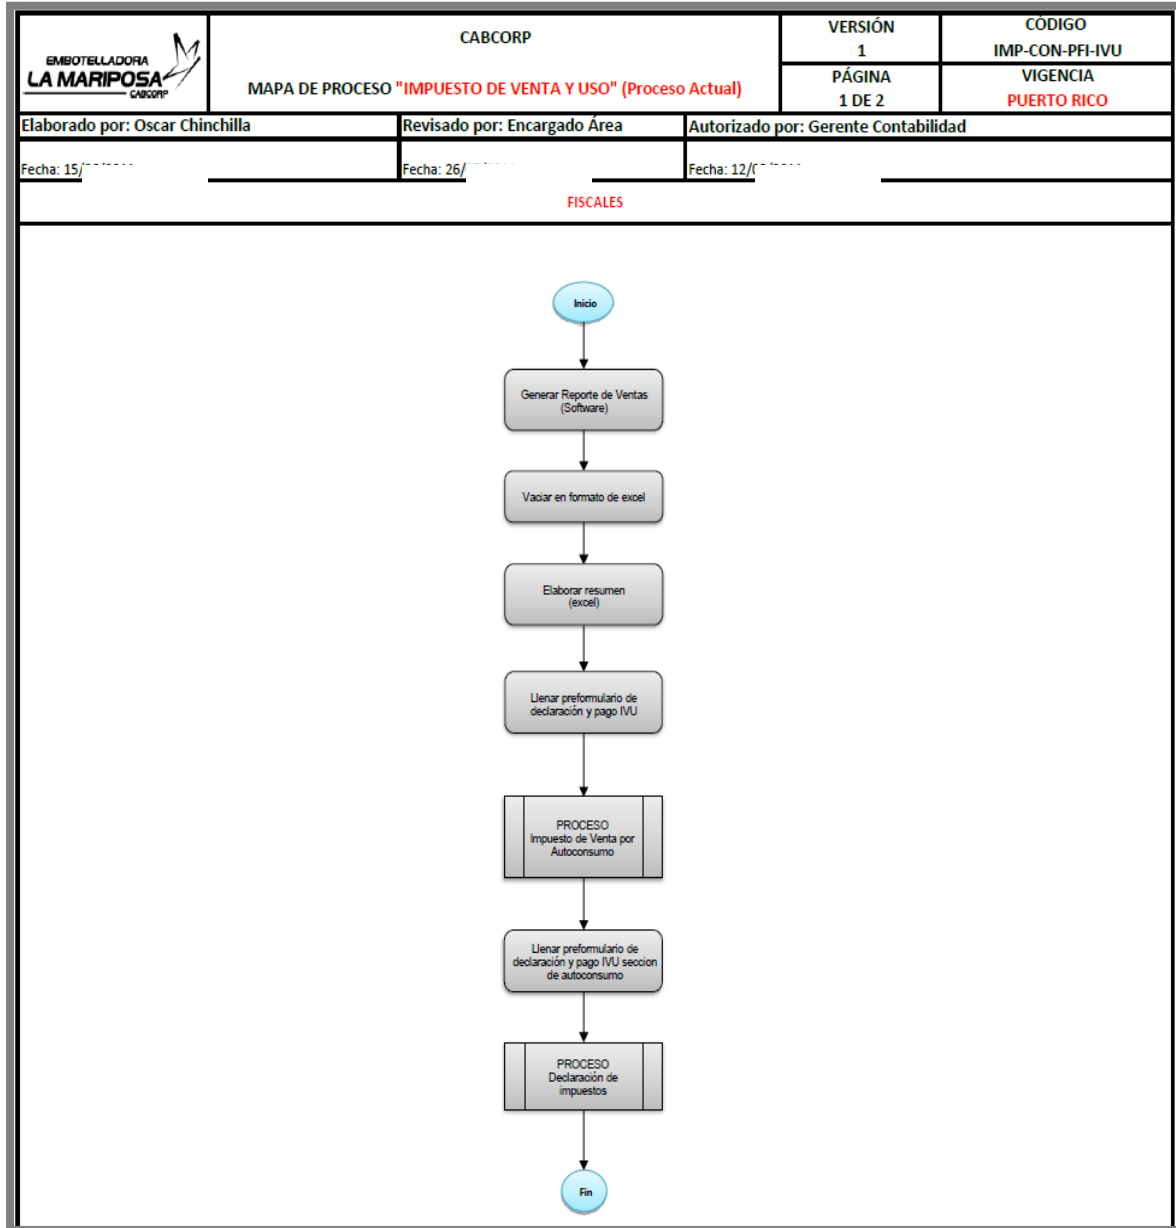 EMBOTELLADORA
LA MARIPOSA
CABCORP
CABCORP
MAPA DE PROCESO "IMPUESTO DE VENTA Y USO" (Proceso Actual)
VERSIÓN
1
CÓDIGO
IMP-CON-PFI-IVU
PÁGINA
1 DE 2
VIGENCIA
PUERTO RICO
Elaborado por: Oscar Chinchilla
Revisado por: Encargado Área
Autorizado por: Gerente Contabilidad
Fecha: 15/
Fecha: 26/
Fecha: 12/
FISCALES
Inicio
Generar Reporte de Ventas
(Software)
Vaciar en formato de excel
Elaborar resumen
(excel)
Llenar preformulario de
declaración y pago IVU
PROCESO
Impuesto de Venta por
Autoconsumo
Llenar preformulario de
declaración y pago IVU seccion
de autoconsumo
PROCESO
Declaración de
impuestos
Fin